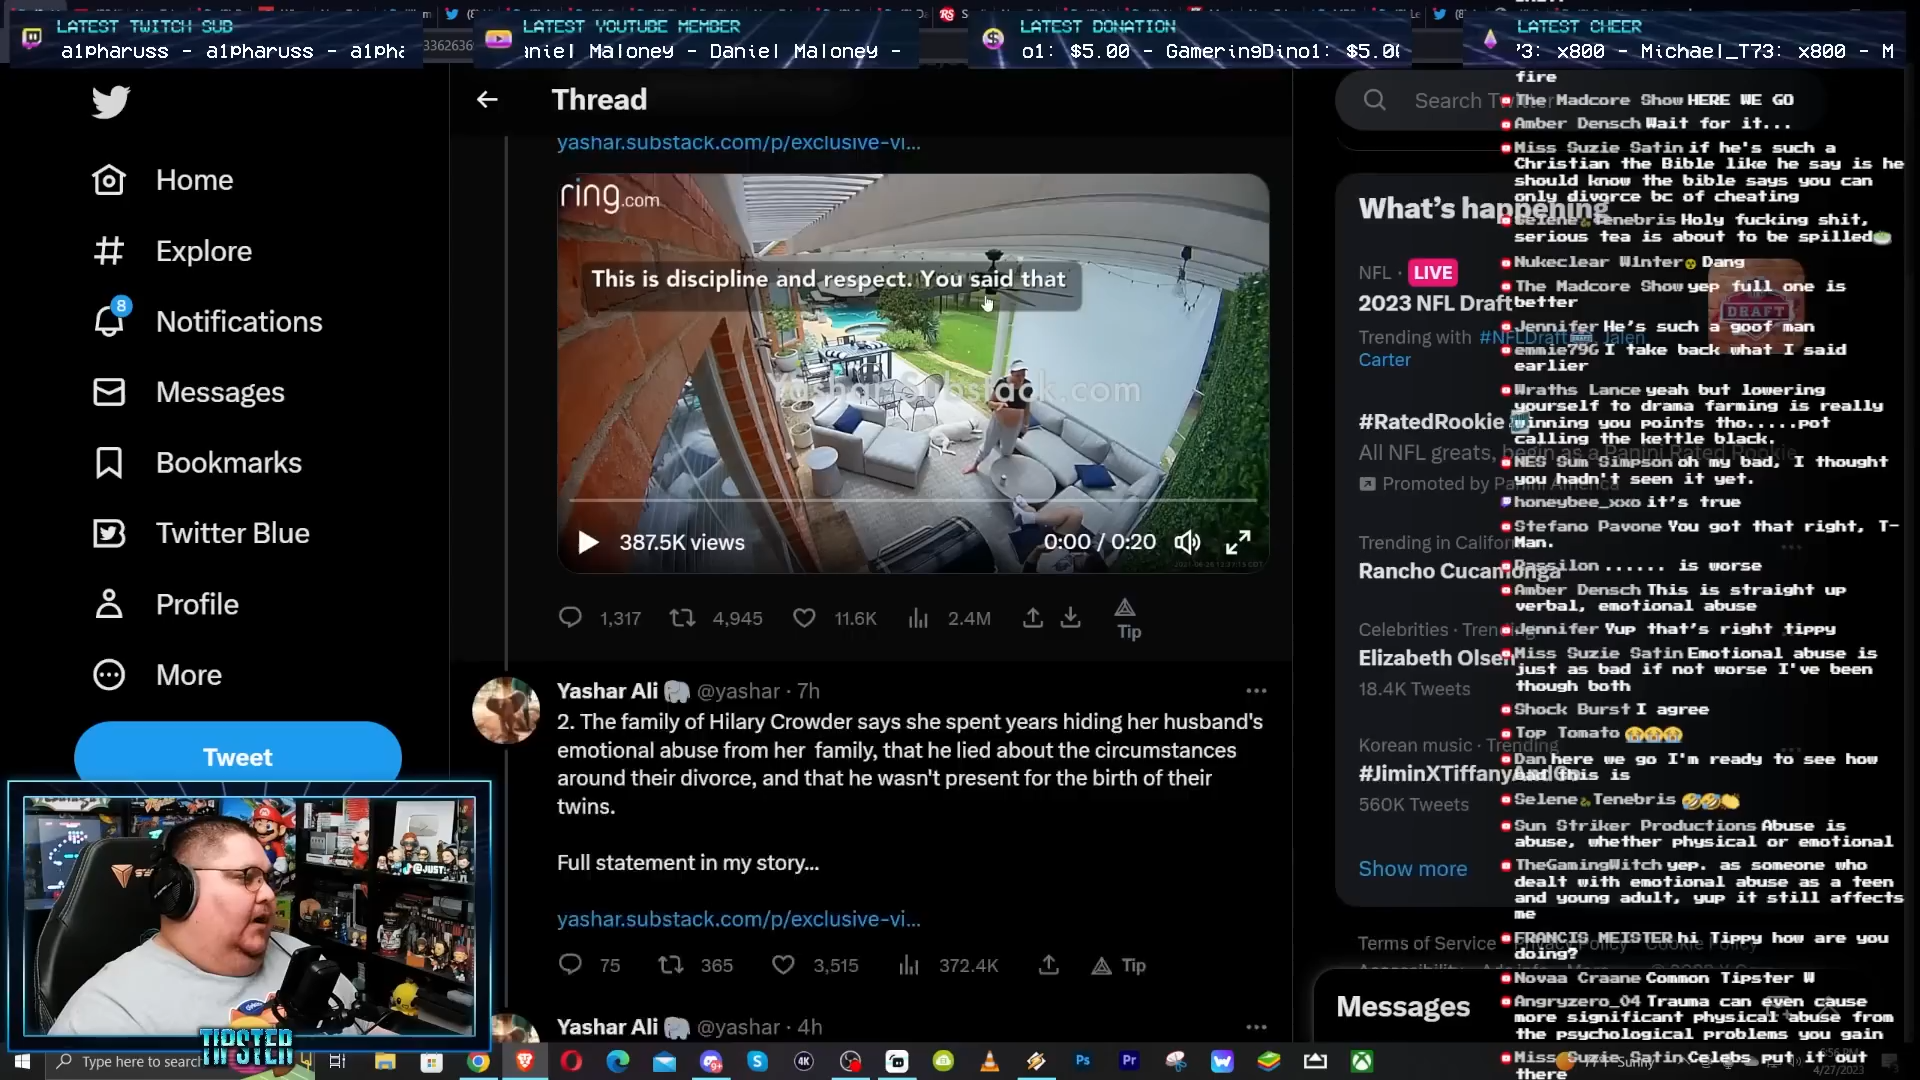 LATEST TWITCH SUB
a1pharuss - a1pharuss - a1pha
LATEST YOUTUBE MEMBER
aniel Maloney - Daniel Maloney -
LATEST DONATION
o1: $5.00 - GameringDino1: $5.0(
LATEST CHEER
'3: x800 - Michael_T73: x800 - M
3362636
Home
Explore
8
Notifications
Messages
Bookmarks
Twitter Blue
Profile
More
Tweet
Thread
yashar.substack.com/p/exclusive-vi...
ring.com
This is discipline and respect. You said that
387.5K views
0:00 / 0:20
1,317
4,945
11.6K
2.4M
Tip
Yashar Ali @yashar · 7h
2. The family of Hilary Crowder says she spent years hiding her husband's
emotional abuse from her family, that he lied about the circumstances
around their divorce, and that he wasn't present for the birth of their
twins.
Full statement in my story...
yashar.substack.com/p/exclusive-vi...
75
365
3,515
372.4K
Tip
Yashar Ali @yashar · 4h
What's happening
NFL · LIVE
2023 NFL Draft
Trending with #NFLDraft Jalen
Carter
DRAFT
#RatedRookie
All NFL greats, begin as a Panini Rated Rookie
Promoted by Panini America
Rancho Cucamonga
Elizabeth Olsen
18.4K Tweets
Korean music · Trending
#JiminXTiffanyAndCo
560K Tweets
Show more
Terms of Service
Messages
fire
The Madcore Show HERE WE GO
Amber Densch Wait for it...
Miss Suzie Satin if he's such a
Christian the Bible like he say is he
should know the bible says you can
only divorce bc of cheating
Selene Tenebris Holy fucking shit,
serious tea is about to be spilled
Nukeclear Winter Dang
The Madcore Show yep full one is
better
Jennifer He's such a goof man
emmie796 I take back what I said
earlier
Wraths Lance yeah but lowering
yourself to drama farming is really
winning you points tho.....pot
calling the kettle black.
NES Sum Simpson oh my bad, I thought
you hadn't seen it yet.
honeybee_xxo it's true
Stefano Pavone You got that right, T-
Man.
Rassilon ...... is worse
Amber Densch This is straight up
verbal, emotional abuse
Jennifer Yup that's right tippy
Miss Suzie Satin Emotional abuse is
just as bad if not worse I've been
though both
Shock Burst I agree
Top Tomato
Dan here we go I'm ready to see how
bad this is
Selene Tenebris
Sun Striker Productions Abuse is
abuse, whether physical or emotional
TheGamingWitch yep. as someone who
dealt with emotional abuse as a teen
and young adult, yup it still affects
me
FRANCIS MEISTER hi Tippy how are you
doing?
Novaa Craane Common Tipster W
Angryzero_04 Trauma can even cause
more significant physical abuse from
the psychological problems you gain
Miss Suzie Satin Celebs put it out
there
TIPSTER
Type here to search
4/27/2023